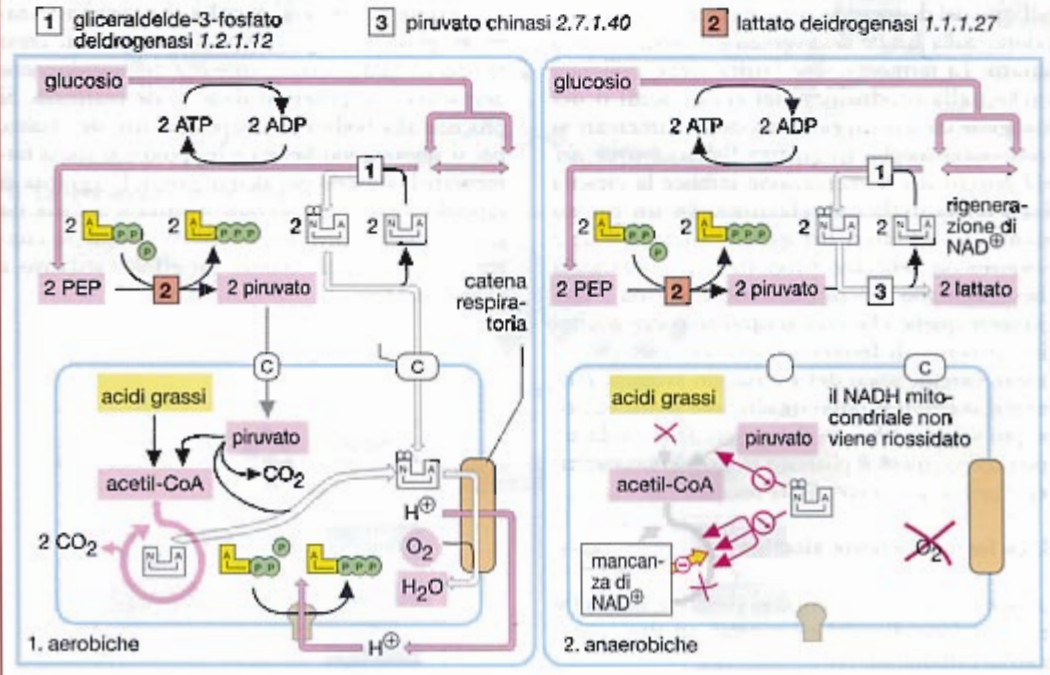 1 gliceraldelde-3-fosfato
deldrogenasi 1.2.1.12
3 piruvato chinasi 2.7.1.40
2 lattato deidrogenasi 1.1.1.27
glucosio
2 ATP 2 ADP
1
2 A P P P
2 A P P P
2 N A
2 N A
2 PEP
2
2 piruvato
catena
respira-
toria
C
C
acidi grassi
piruvato
acetil-CoA
CO2
N A
H⊕
2 CO2
N A
A P P P
A P P P
O2
H2O
H⊕
1. aerobiche
glucosio
2 ATP 2 ADP
1
2 A P P P
2 A P P P
2 N A
2 N A
rigenera-
zione di
NAD⊕
2 PEP
2
2 piruvato
3
2 lattato
C
acidi grassi
il NADH mito-
condriale non
viene riossidato
piruvato
acetil-CoA
N A
O2
mancan-
za di
NAD⊕
2. anaerobiche